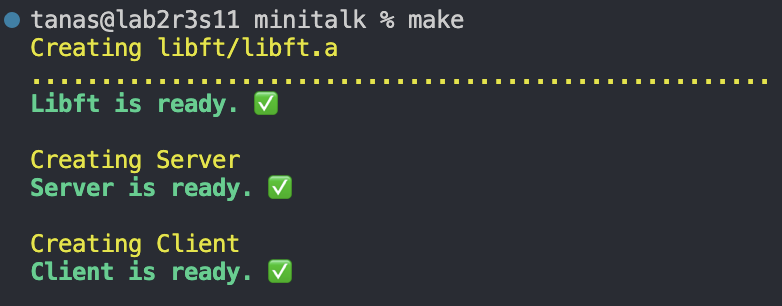 tanas@lab2r3s11 minitalk % make
Creating libft/libft.a
......................................................
Libft is ready. ✅
Creating Server
Server is ready. ✅
Creating Client
Client is ready. ✅